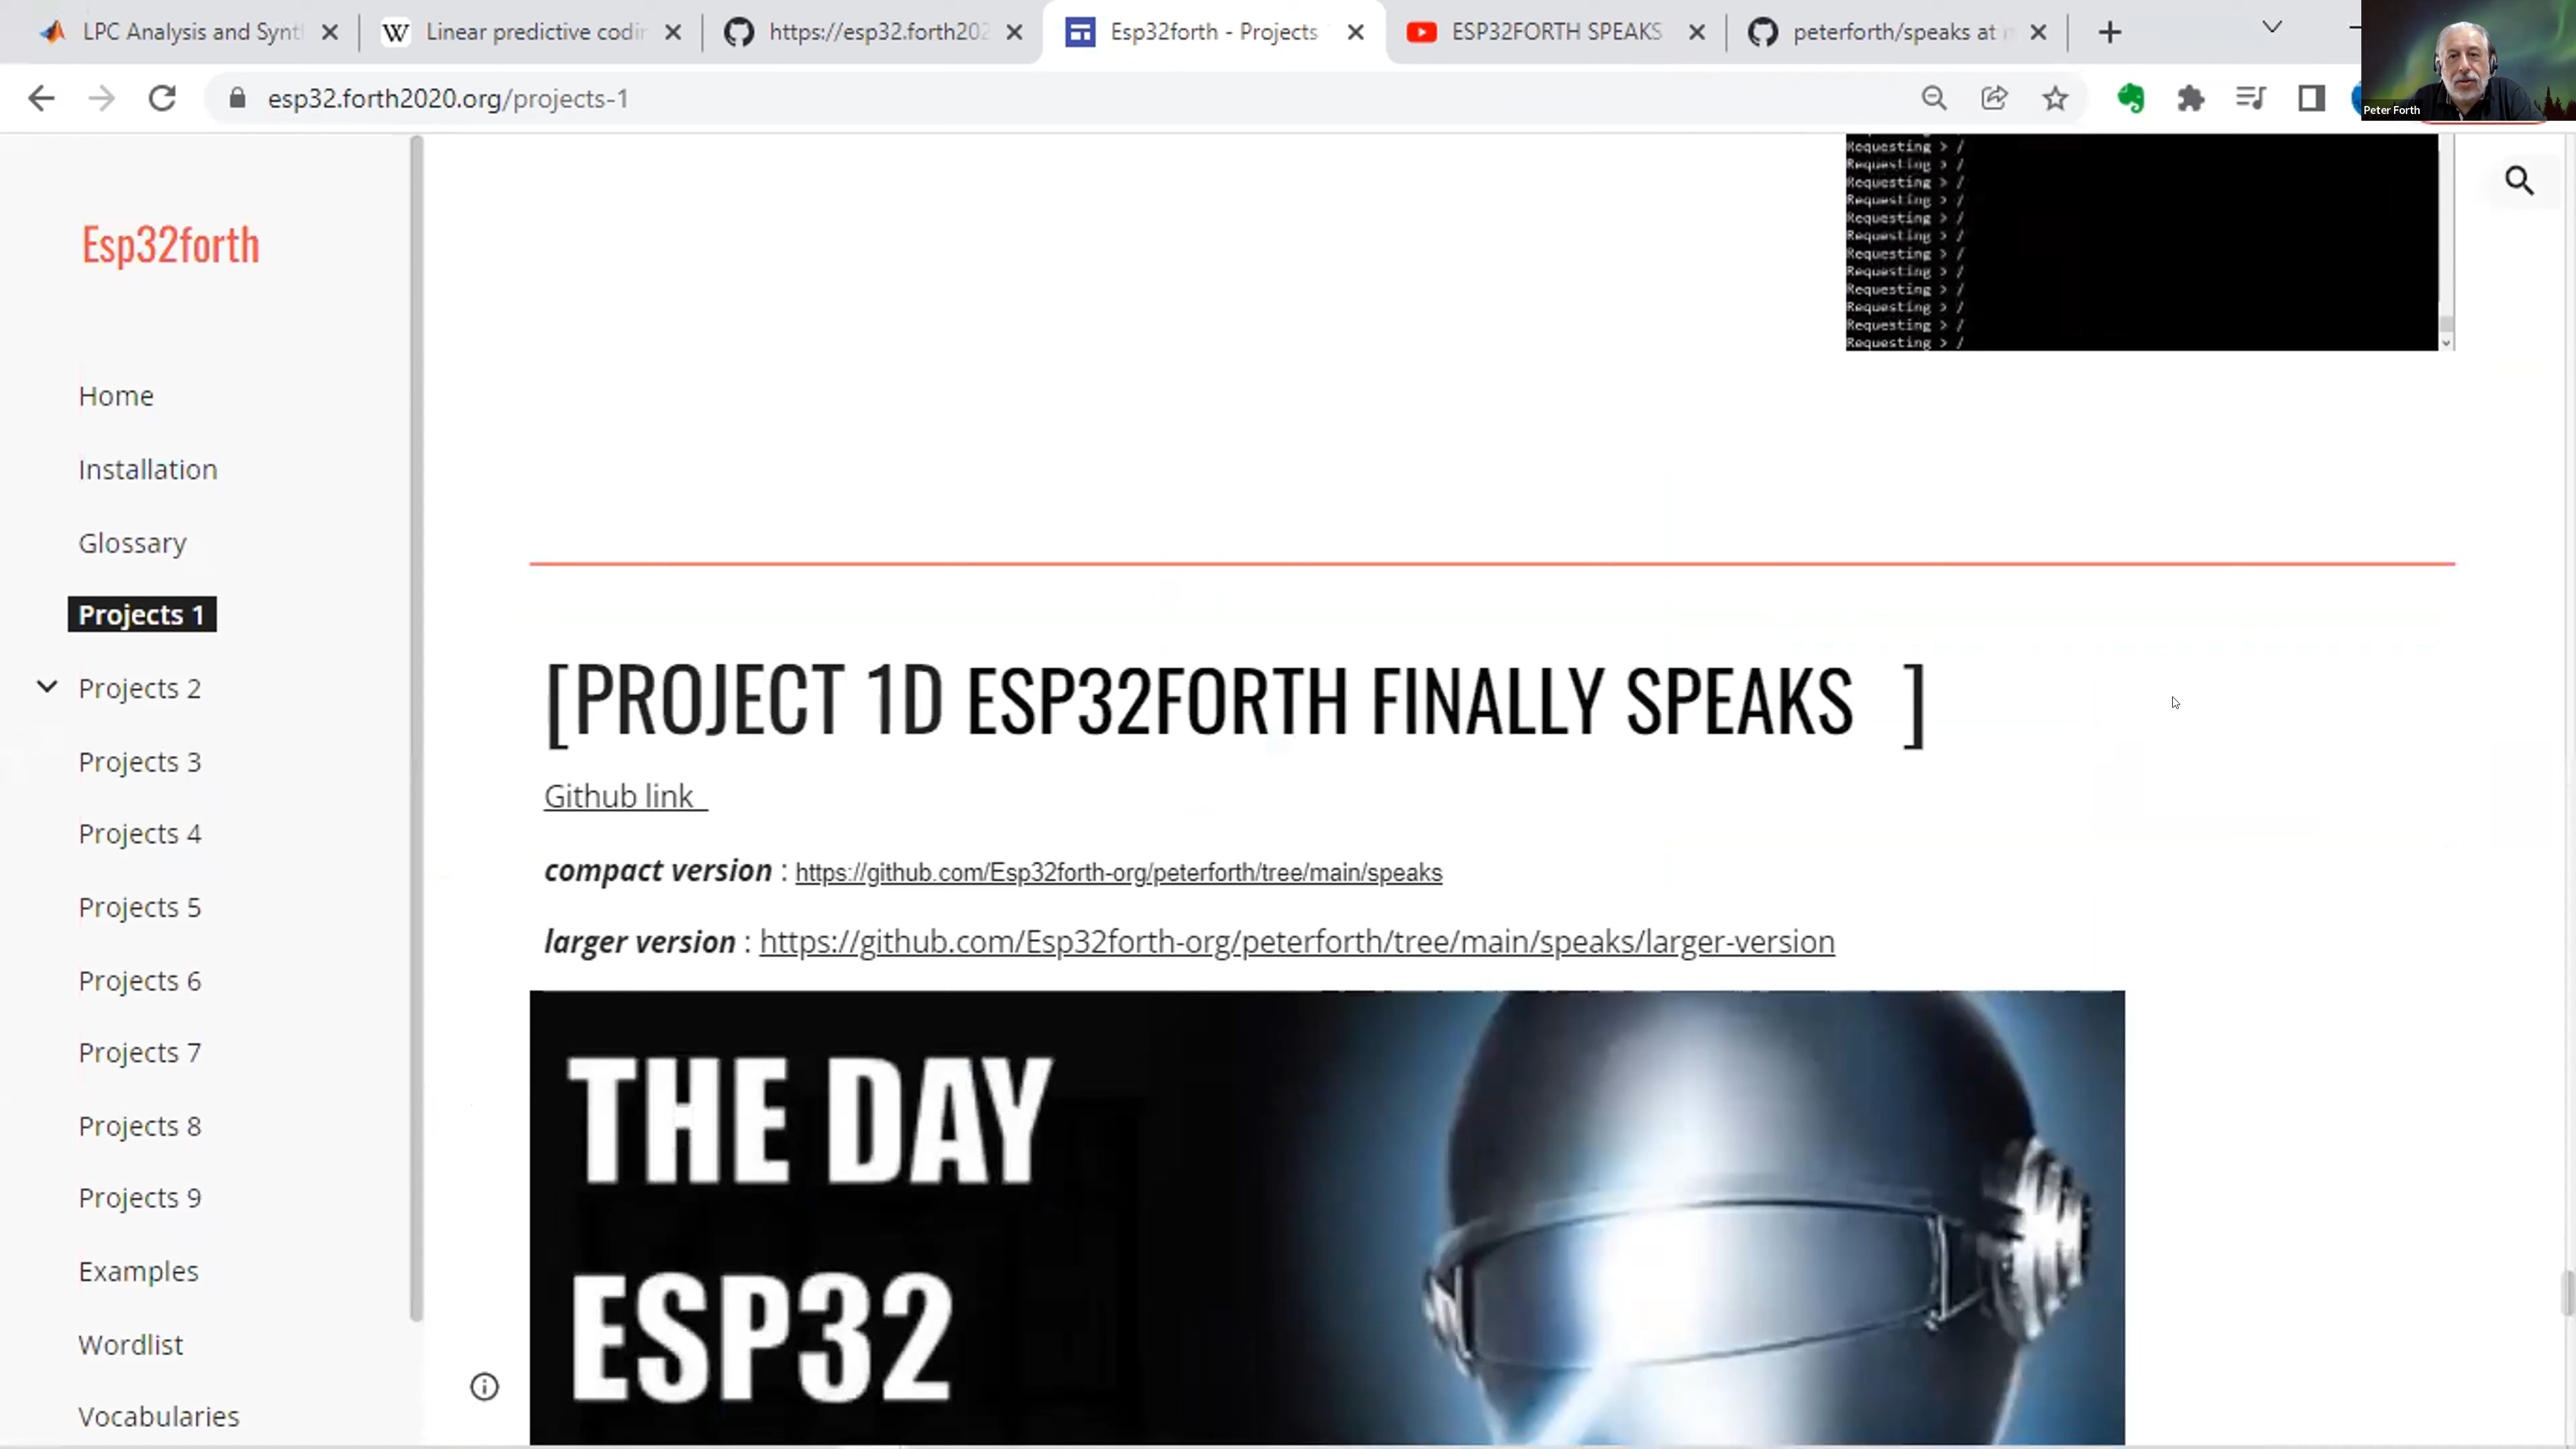 LPC Analysis and Synt
Linear predictive codin
https://esp32.forth202
Esp32forth - Projects
ESP32FORTH SPEAKS
peterforth/speaks at m
esp32.forth2020.org/projects-1
Peter Forth
Requesting > /
Requesting > /
Requesting > /
Requesting > /
Requesting > /
Requesting > /
Requesting > /
Requesting > /
Requesting > /
Requesting > /
Requesting > /
Requesting > /
Esp32forth
Home
Installation
Glossary
Projects 1
Projects 2
Projects 3
Projects 4
Projects 5
Projects 6
Projects 7
Projects 8
Projects 9
Examples
Wordlist
Vocabularies
[PROJECT 1D ESP32FORTH FINALLY SPEAKS ]
Github link
compact version : https://github.com/Esp32forth-org/peterforth/tree/main/speaks
larger version : https://github.com/Esp32forth-org/peterforth/tree/main/speaks/larger-version
THE DAY
ESP32